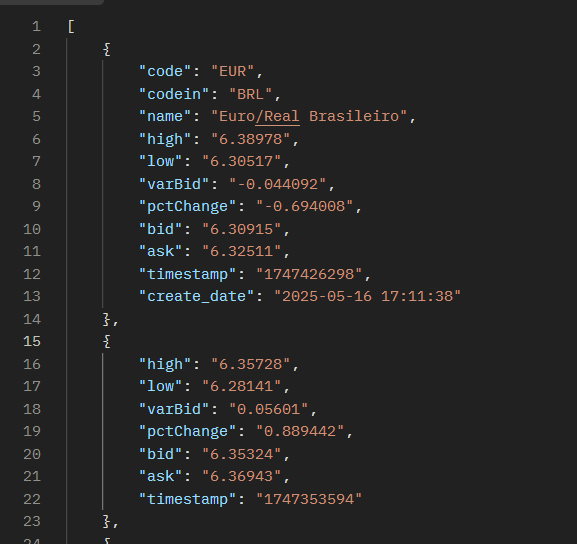 1 [
2 {
3 "code": "EUR",
4 "codein": "BRL",
5 "name": "Euro/Real Brasileiro",
6 "high": "6.38978",
7 "low": "6.30517",
8 "varBid": "-0.044092",
9 "pctChange": "-0.694008",
10 "bid": "6.30915",
11 "ask": "6.32511",
12 "timestamp": "1747426298",
13 "create_date": "2025-05-16 17:11:38"
14 },
15 {
16 "high": "6.35728",
17 "low": "6.28141",
18 "varBid": "0.05601",
19 "pctChange": "0.889442",
20 "bid": "6.35324",
21 "ask": "6.36943",
22 "timestamp": "1747353594"
23 },
24 {